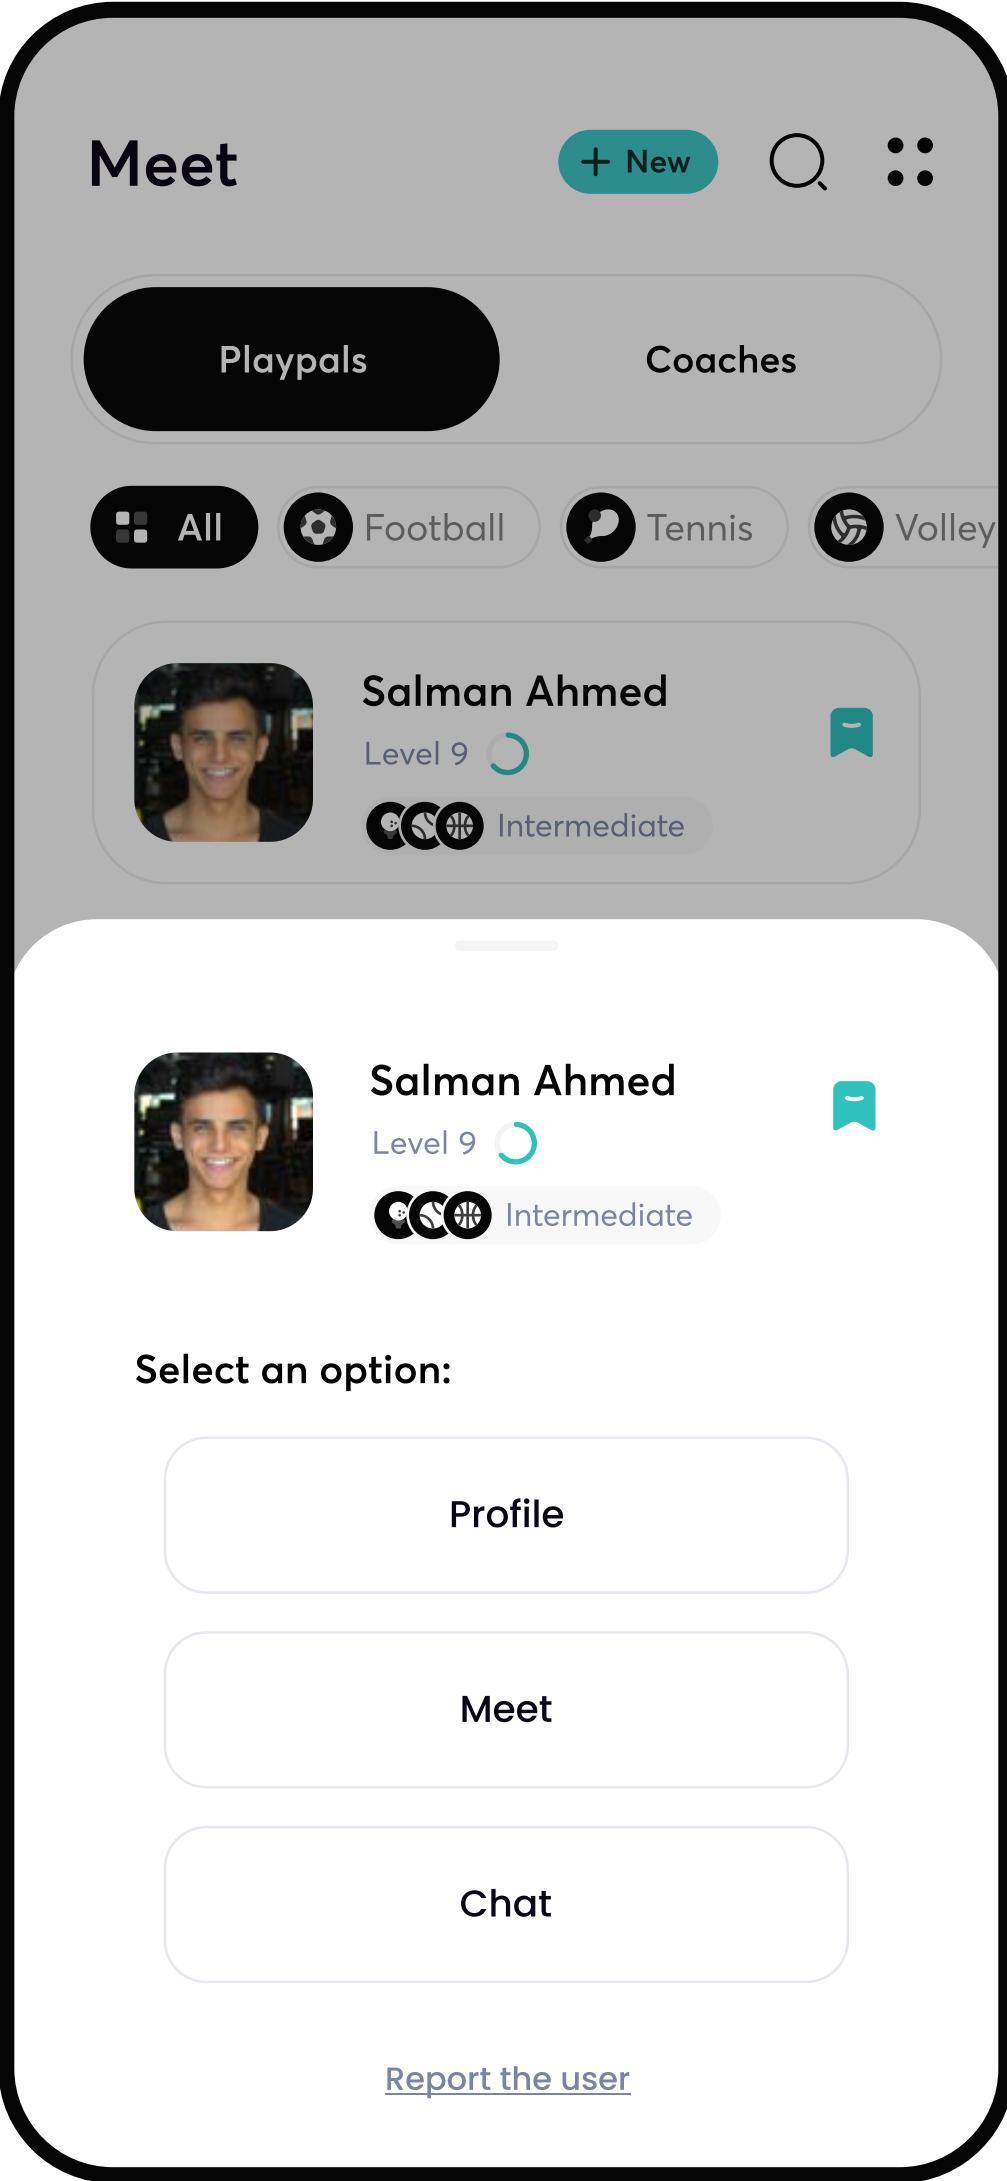 Meet
New
Playpals
Coaches
All
Football
Tennis
Volley
Salman Ahmed
Level 9
Intermediate
Salman Ahmed
Level 9
Intermediate
Select an option:
Profile
Meet
Chat
Report the user